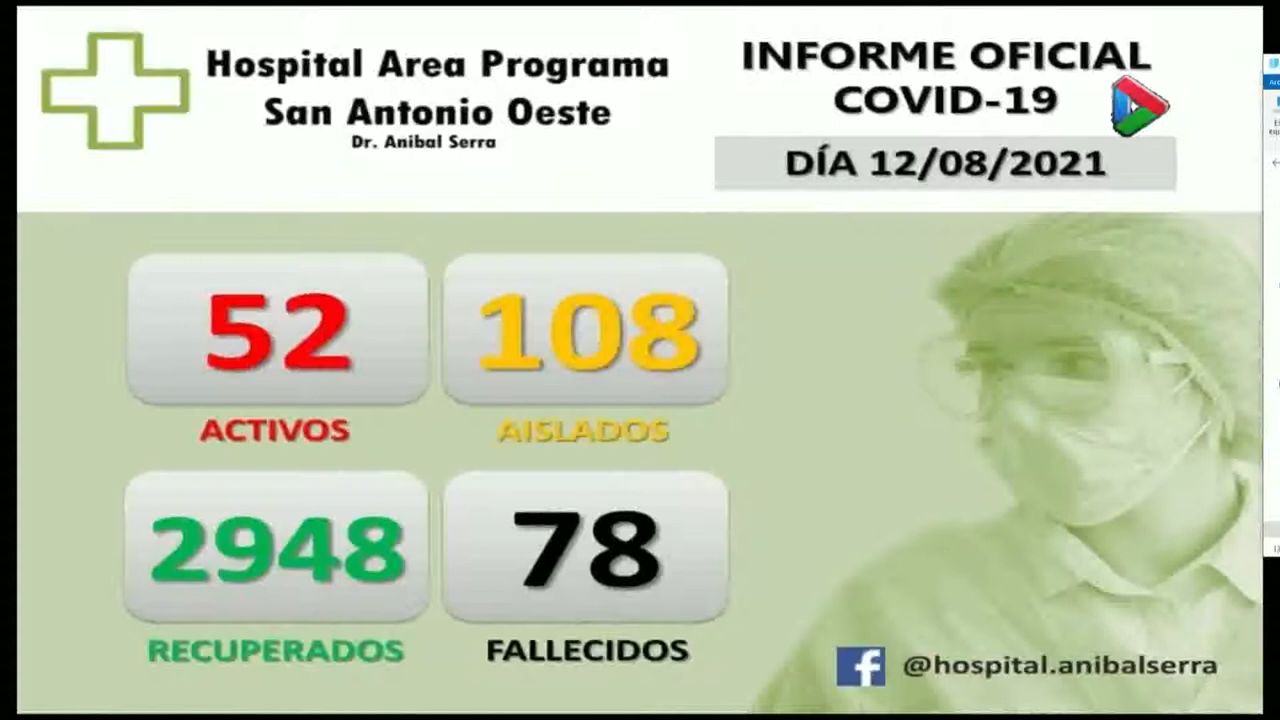 Hospital Area Programa
San Antonio Oeste
Dr. Anibal Serra
INFORME OFICIAL
COVID-19
DÍA 12/08/2021
52
ACTIVOS
108
AISLADOS
2948
RECUPERADOS
78
FALLECIDOS
@hospital.anibalserra